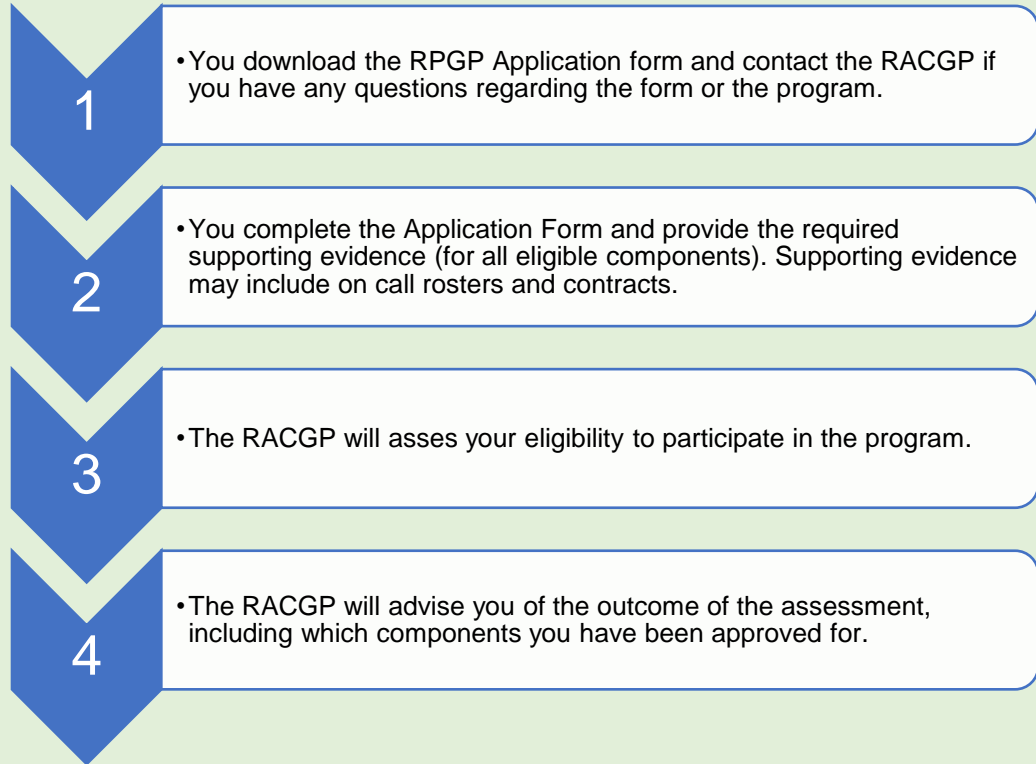 1
•You download the RPGP Application form and contact the RACGP if
you have any questions regarding the form or the program.
2
•You complete the Application Form and provide the required
supporting evidence (for all eligible components). Supporting evidence
may include on call rosters and contracts.
3
•The RACGP will asses your eligibility to participate in the program.
4
•The RACGP will advise you of the outcome of the assessment,
including which components you have been approved for.